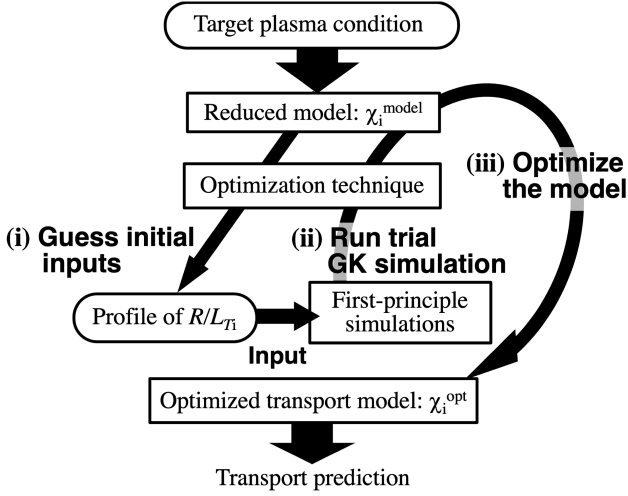 Target plasma condition
Reduced model: χᵢᵐᵒᵈᵉˡ
Optimization technique
(iii) Optimize
the model
(i) Guess initial
inputs
(ii) Run trial
GK simulation
Profile of R/L_Ti
First-principle
simulations
Input
Optimized transport model: χᵢᵒᵖᵗ
Transport prediction